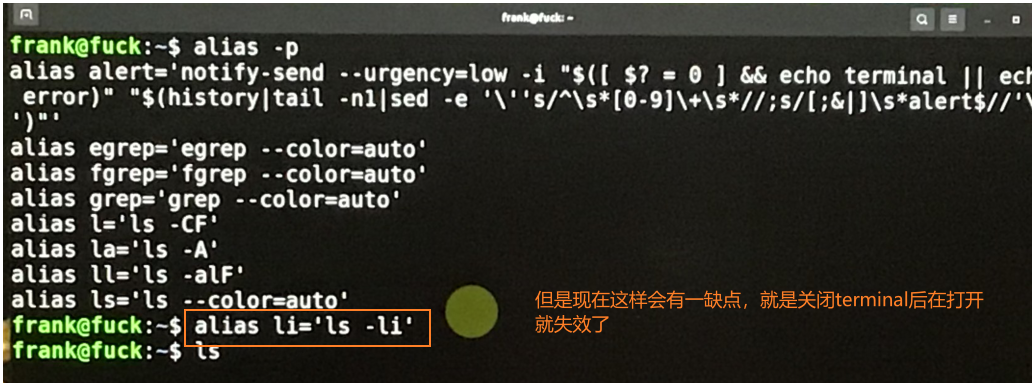 frank@fuck: ~
frank@fuck:~$ alias -p
alias alert='notify-send --urgency=low -i "$([ $? = 0 ] && echo terminal || ech
error)" "$(history|tail -n1|sed -e '\''s/^\s*[0-9]\+\s*//;s/[;&|]\s*alert$//'\
')"'
alias egrep='egrep --color=auto'
alias fgrep='fgrep --color=auto'
alias grep='grep --color=auto'
alias l='ls -CF'
alias la='ls -A'
alias ll='ls -alF'
alias ls='ls --color=auto'
frank@fuck:~$ alias li='ls -li'
frank@fuck:~$ ls
但是现在这样会有一缺点，就是关闭terminal后在打开
就失效了